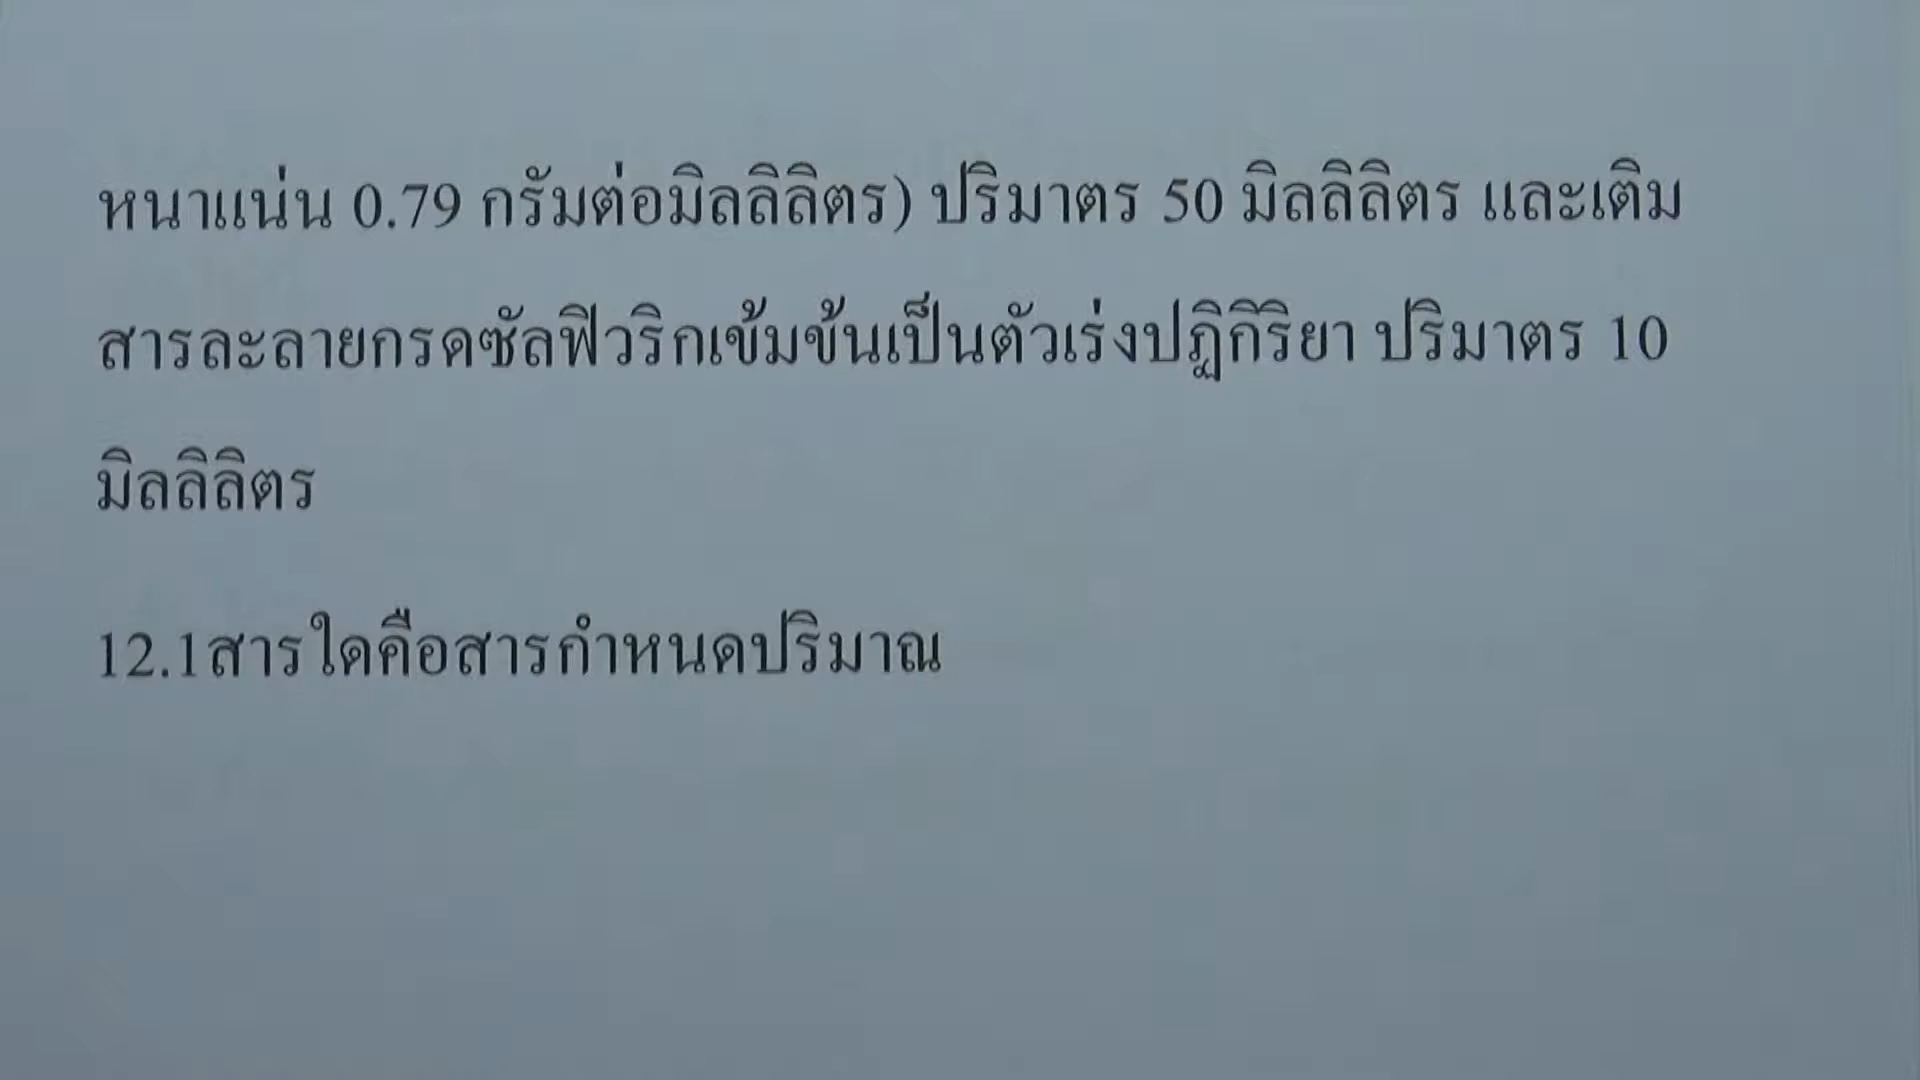 หนาแน่น 0.79 กรัมต่อมิลลิลิตร) ปริมาตร 50 มิลลิลิตร และเติม
สารละลายกรดซัลฟิวริกเข้มข้นเป็นตัวเร่งปฏิกิริยา ปริมาตร 10
มิลลิลิตร
12.1สารใดคือสารกำหนดปริมาณ